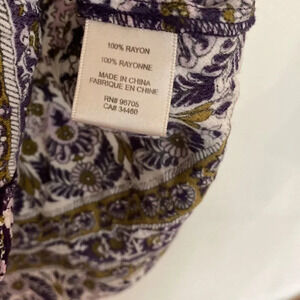 100% RAYON
100% RAYONNE
MADE IN CHINA
FABRIQUE EN CHINE
RN# 96705
CA# 34460